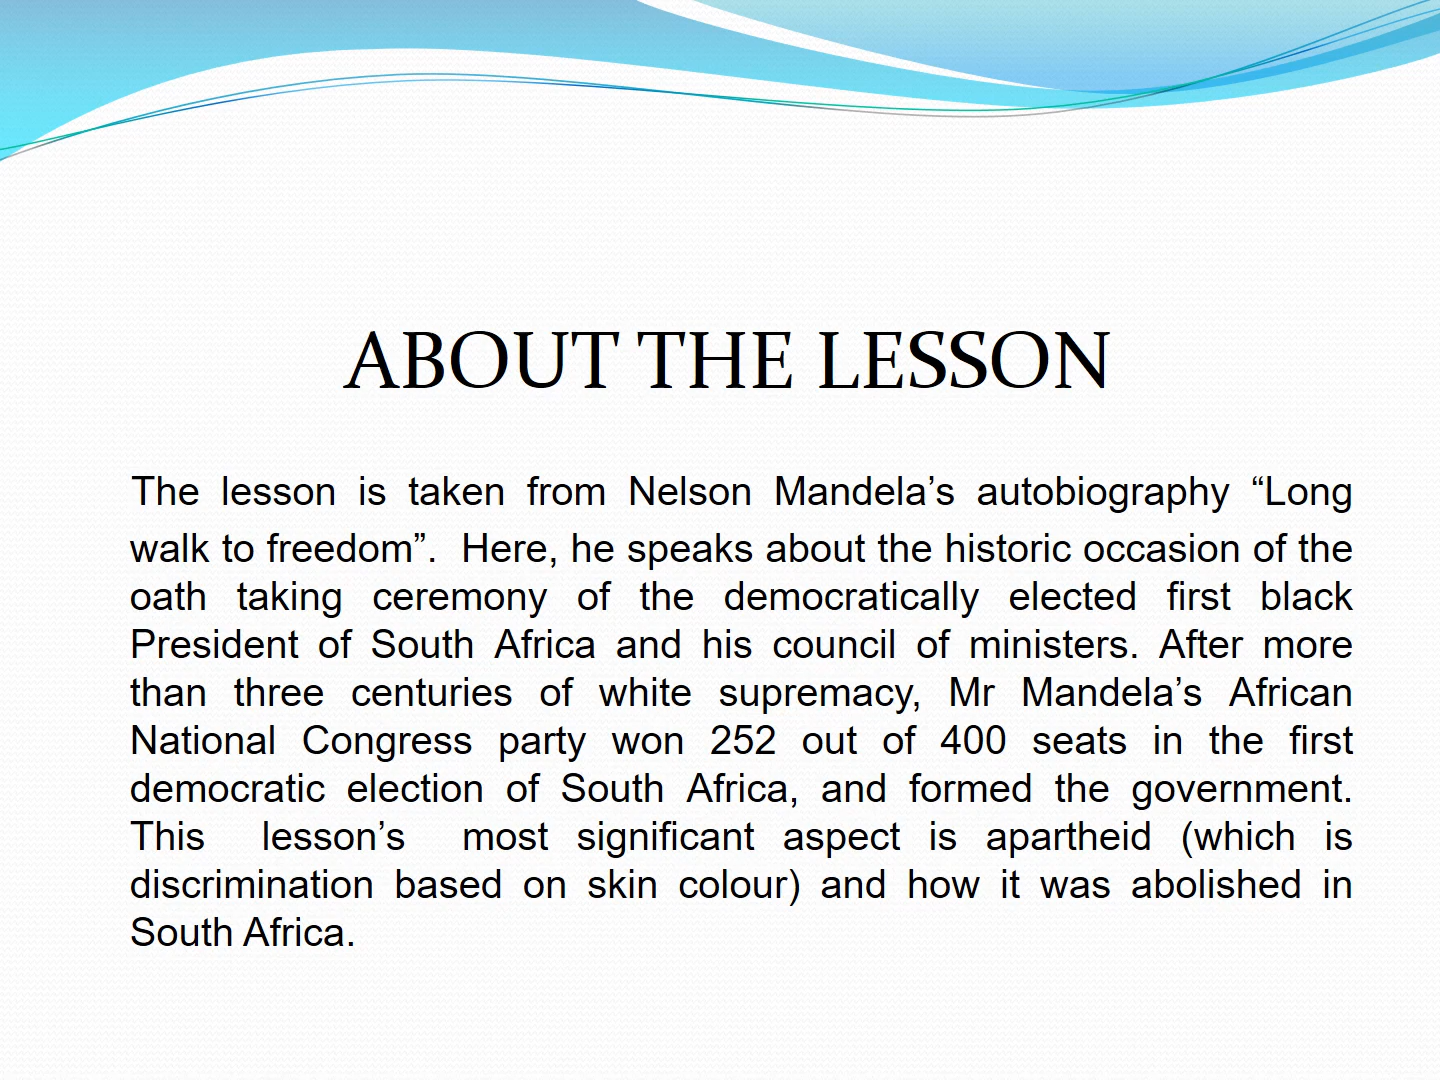 ABOUT THE LESSON
The lesson is taken from Nelson Mandela’s autobiography “Long
walk to freedom”. Here, he speaks about the historic occasion of the
oath taking ceremony of the democratically elected first black
President of South Africa and his council of ministers. After more
than three centuries of white supremacy, Mr Mandela’s African
National Congress party won 252 out of 400 seats in the first
democratic election of South Africa, and formed the government.
This lesson’s most significant aspect is apartheid (which is
discrimination based on skin colour) and how it was abolished in
South Africa.